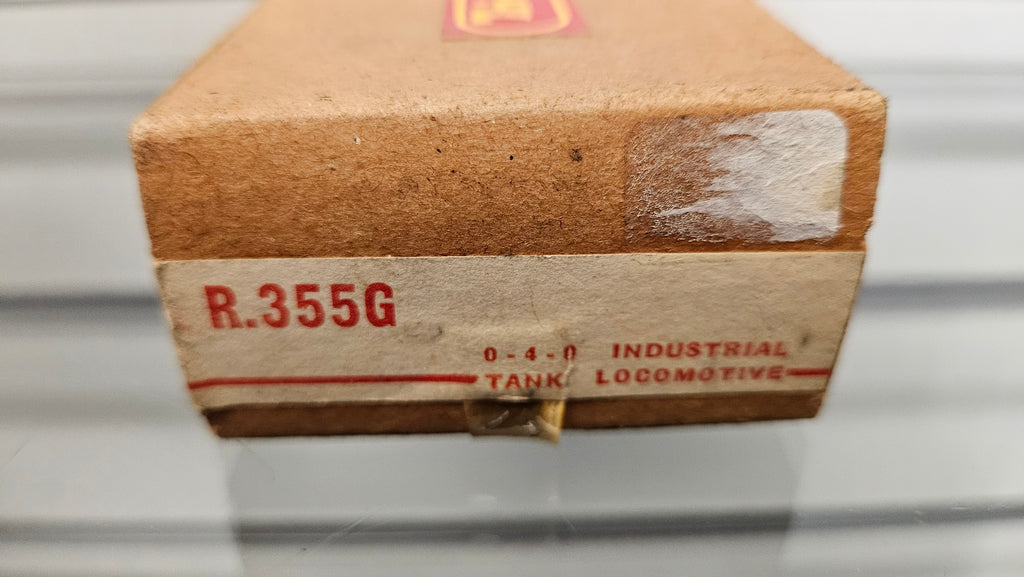 R.355G
0-4-0 INDUSTRIAL
TANK LOCOMOTIVE